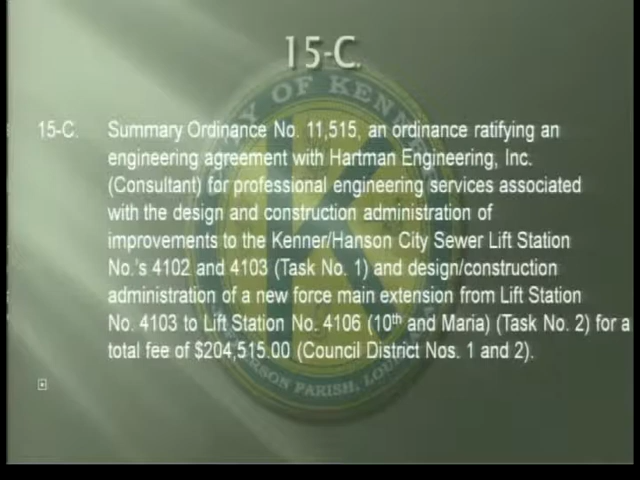 15-C.
15-C. Summary Ordinance No. 11,515, an ordinance ratifying an
engineering agreement with Hartman Engineering, Inc.
(Consultant) for professional engineering services associated
with the design and construction administration of
improvements to the Kenner/Hanson City Sewer Lift Station
No.'s 4102 and 4103 (Task No. 1) and design/construction
administration of a new force main extension from Lift Station
No. 4103 to Lift Station No. 4106 (10th and Maria) (Task No. 2) for a
total fee of $204,515.00 (Council District Nos. 1 and 2).
OF KENNER
PARISH,